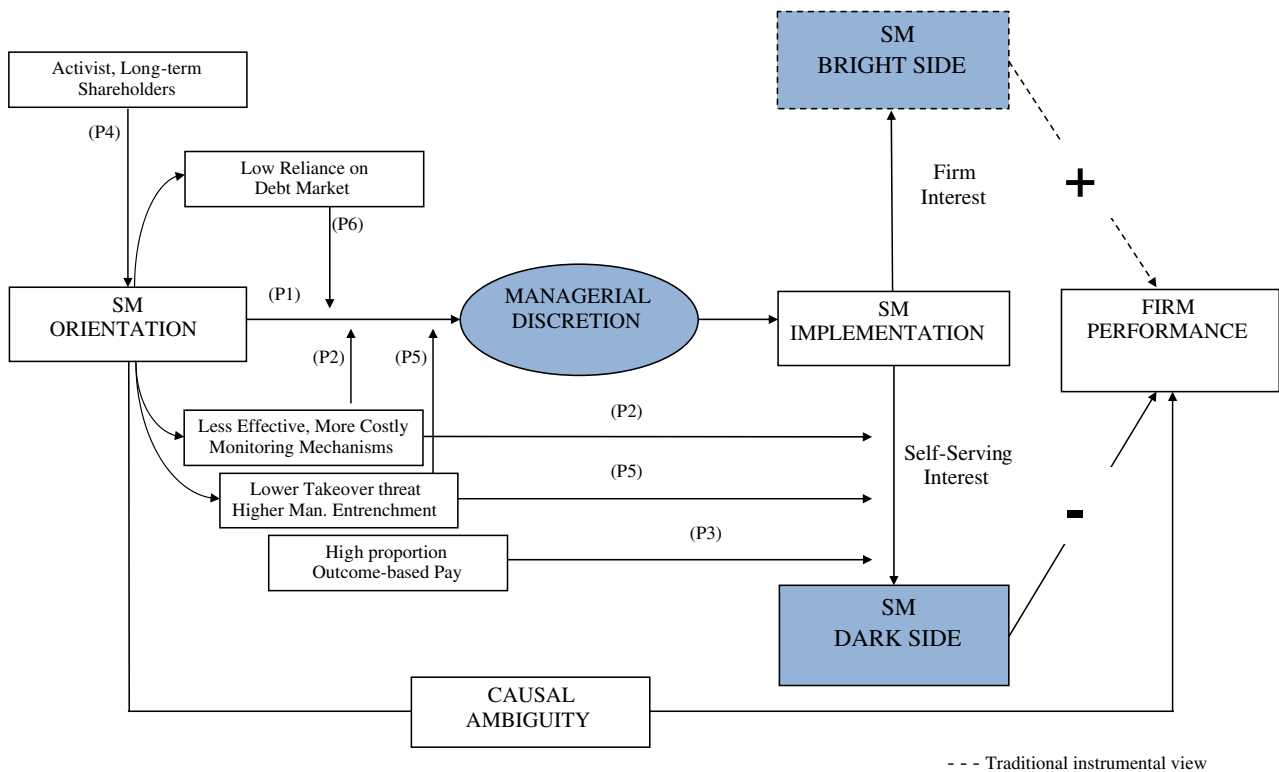 SM
BRIGHT SIDE
Activist, Long-term
Shareholders
(P4)
Low Reliance on
Debt Market
(P6)
Firm
Interest
+
(P1)
SM
ORIENTATION
MANAGERIAL
DISCRETION
SM
IMPLEMENTATION
FIRM
PERFORMANCE
(P2)
(P5)
Less Effective, More Costly
Monitoring Mechanisms
(P2)
Self-Serving
Interest
Lower Takeover threat
Higher Man. Entrenchment
(P5)
-
High proportion
Outcome-based Pay
(P3)
SM
DARK SIDE
CAUSAL
AMBIGUITY
- - - Traditional instrumental view